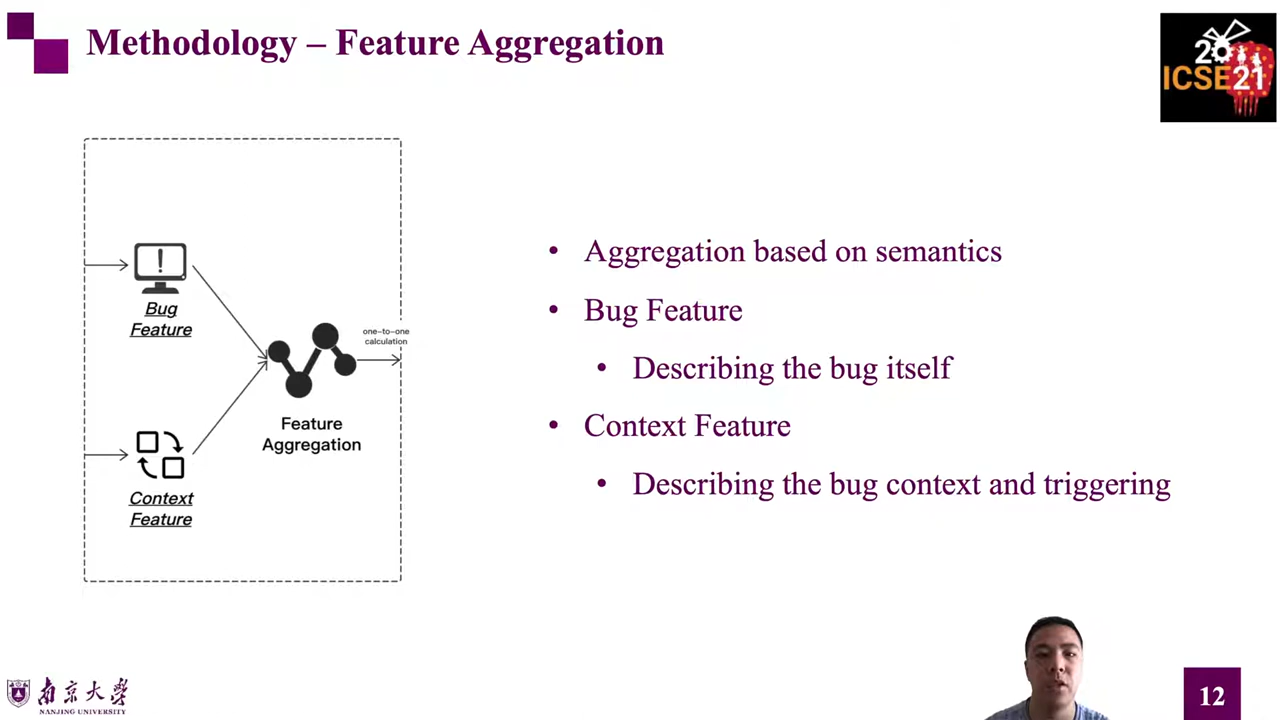 Methodology – Feature Aggregation
20
ICSE21
Bug
Feature
Context
Feature
Feature
Aggregation
one-to-one
calculation
• Aggregation based on semantics
• Bug Feature
• Describing the bug itself
• Context Feature
• Describing the bug context and triggering
南京大学
NANJING UNIVERSITY
12